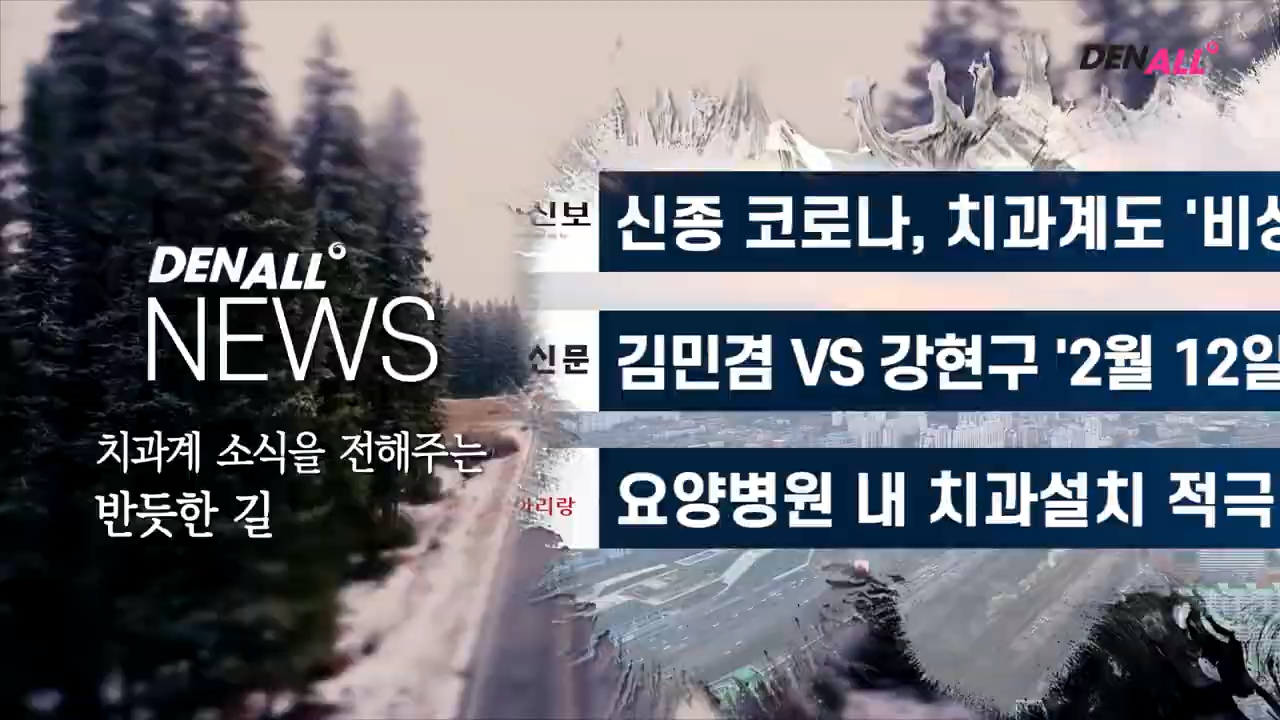 DENALL
DENALL
NEWS
치과계 소식을 전해주는
반듯한 길
신보
신종 코로나, 치과계도 '비상
신문
김민겸 VS 강현구 '2월 12일
아리랑
요양병원 내 치과설치 적극